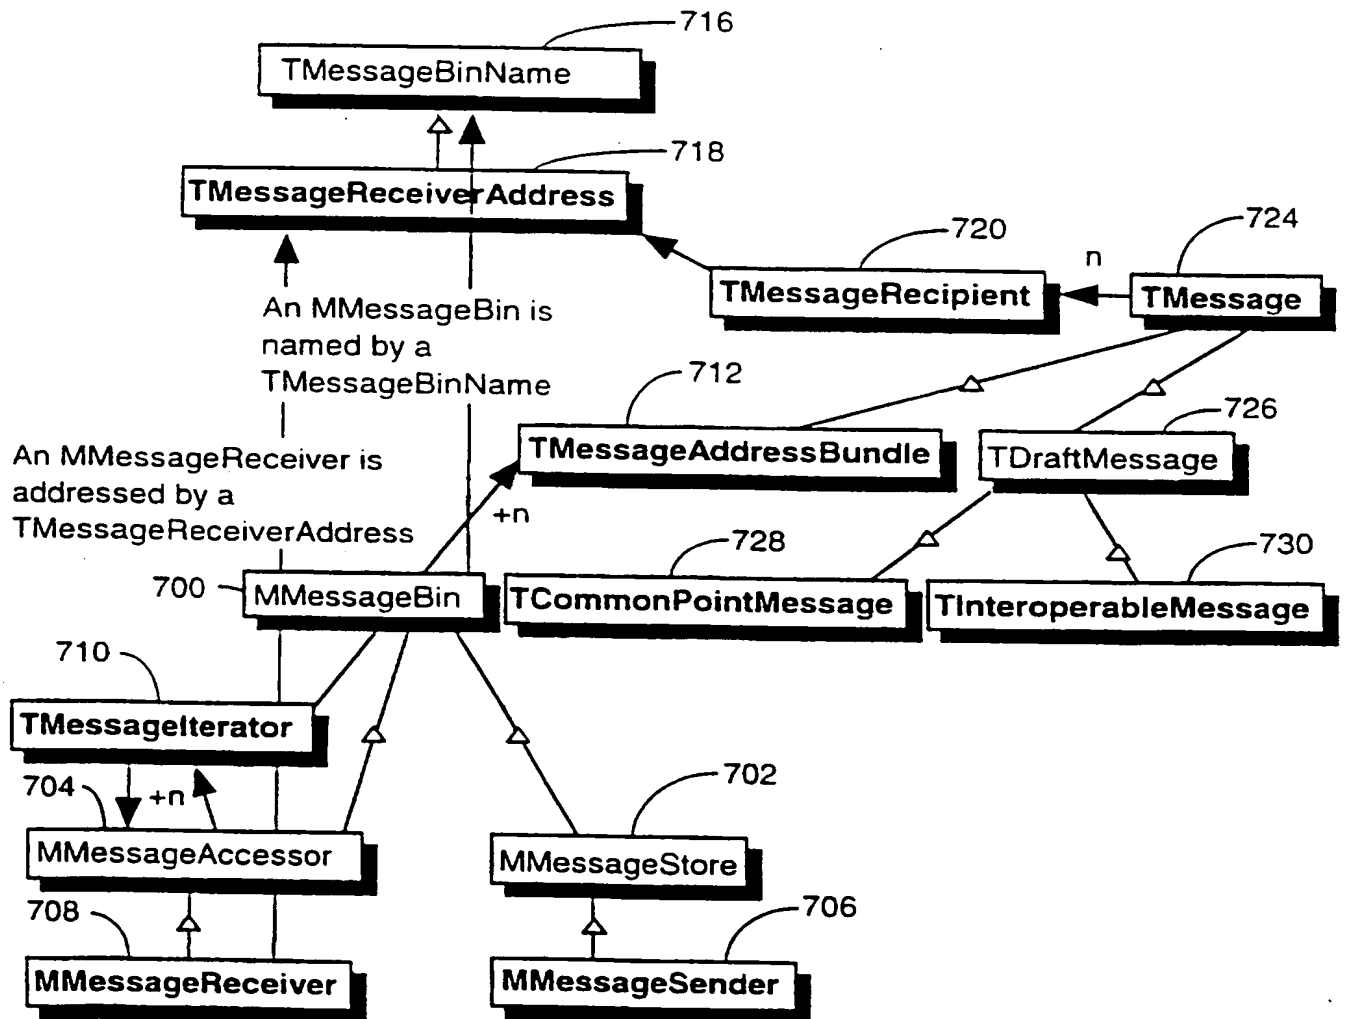 716
TMessageBinName
718
TMessageReceiverAddress
720
724
n
TMessageRecipient
TMessage
An MMessageBin is
named by a
TMessageBinName
712
726
TMessageAddressBundle
TDraftMessage
An MMessageReceiver is
addressed by a
TMessageReceiverAddress
+n
728
730
700
MMessageBin
TCommonPointMessage
TInteroperableMessage
710
TMessageIterator
704
+n
702
MMessageAccessor
MMessageStore
708
706
MMessageReceiver
MMessageSender